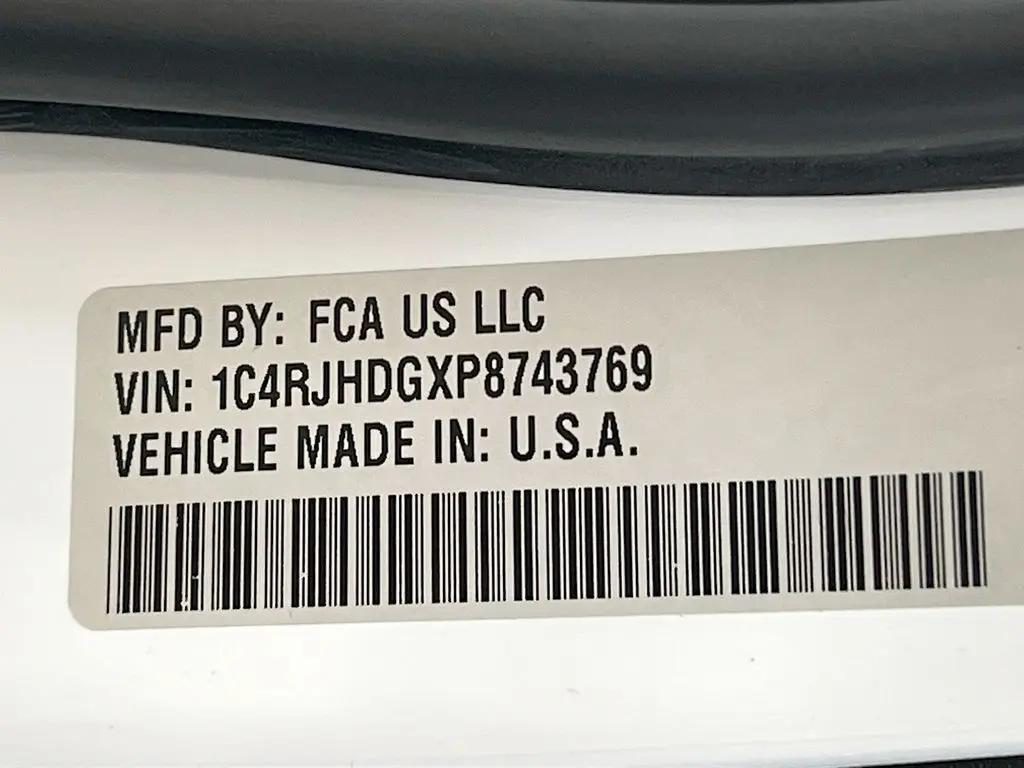 MFD BY: FCA US LLC
VIN: 1C4RJHDGXP8743769
VEHICLE MADE IN: U.S.A.